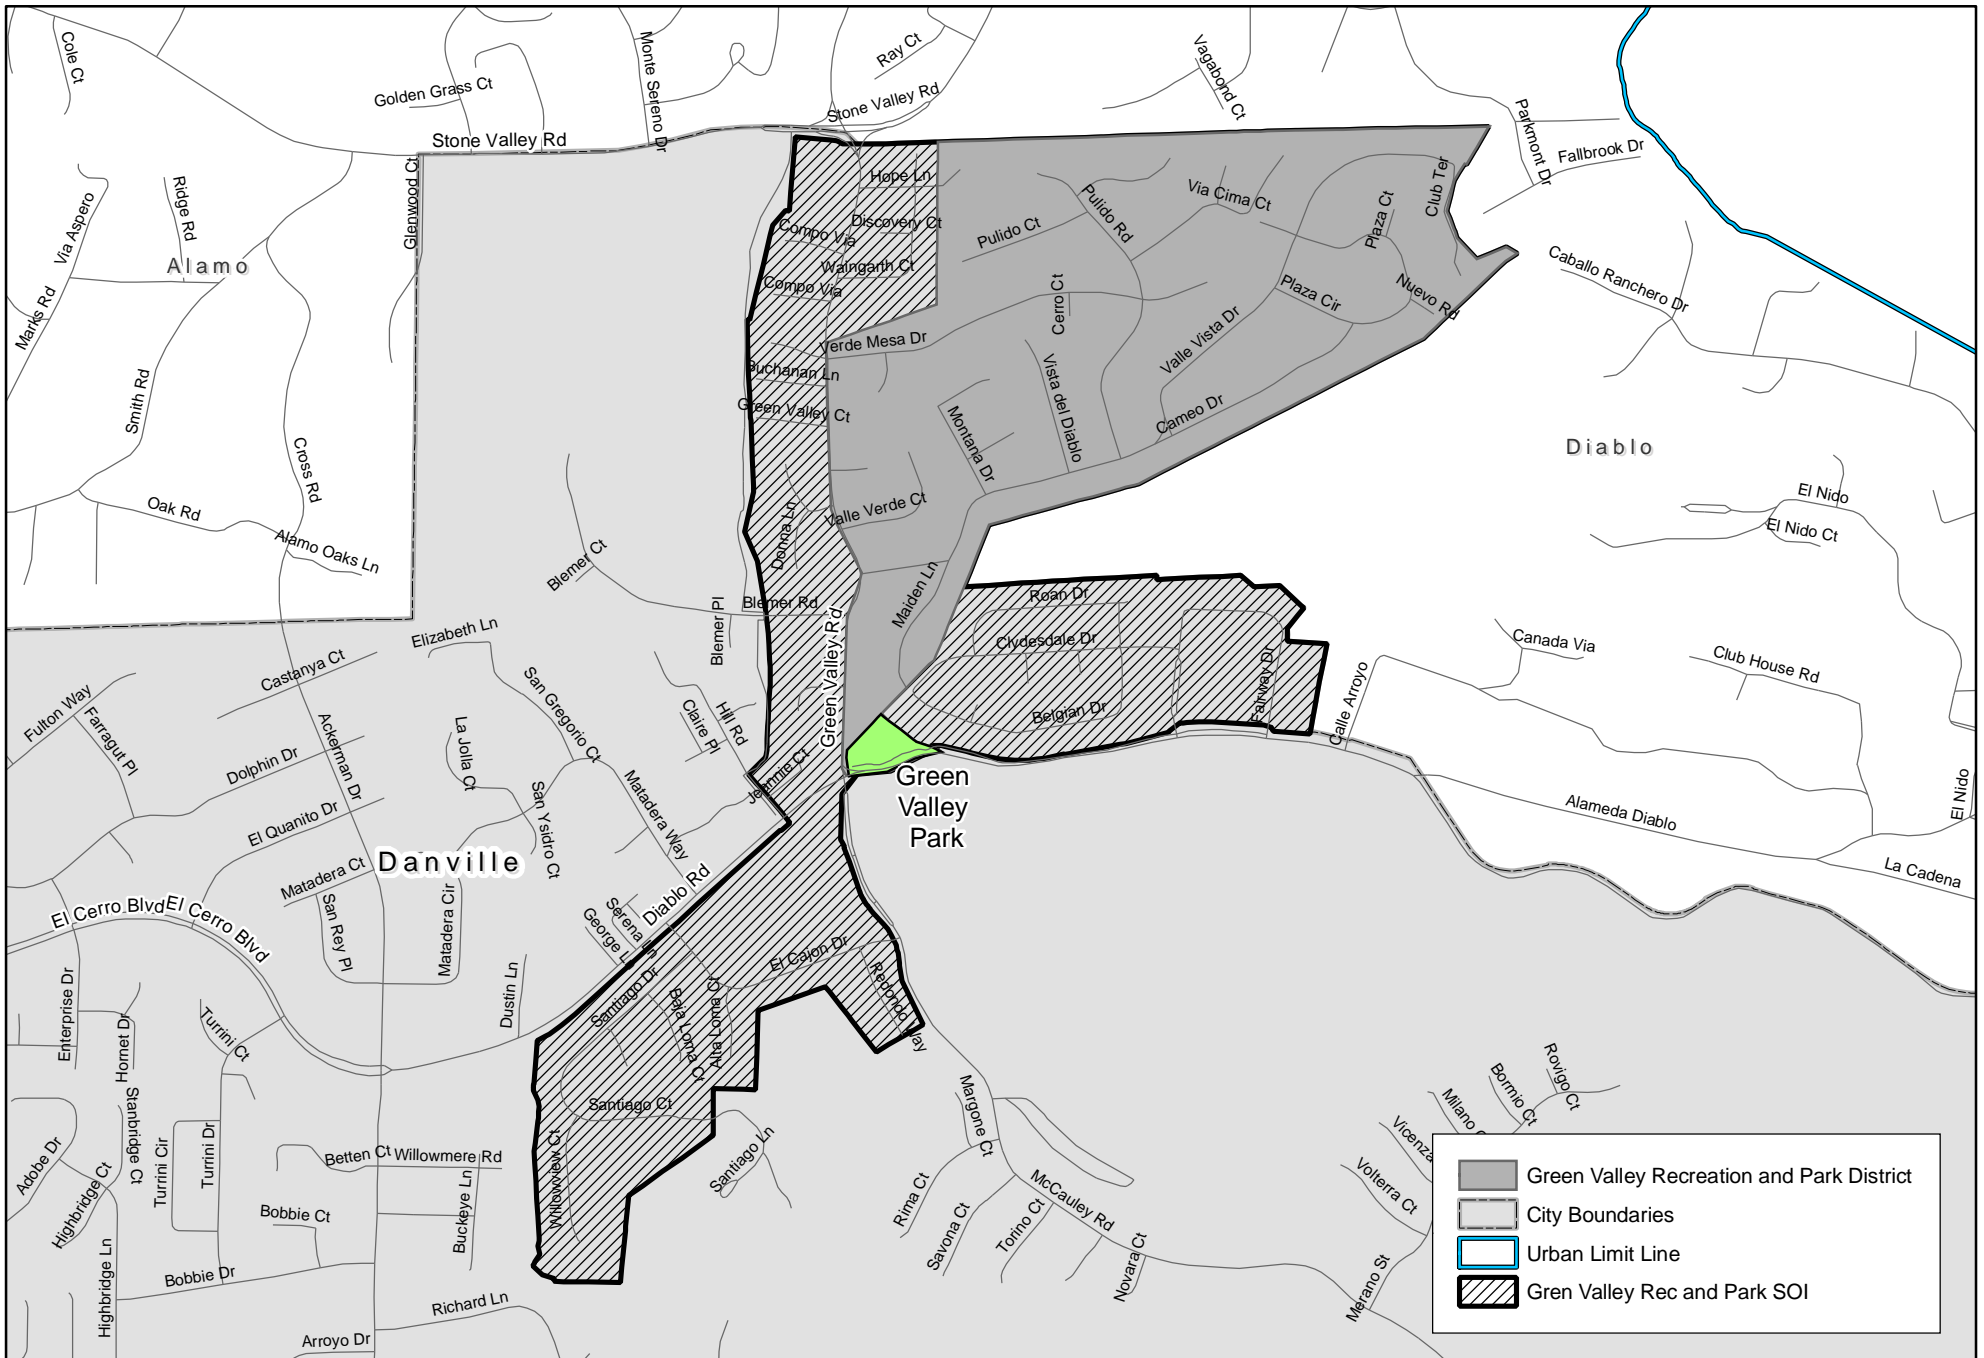 Cole Ct
Golden Grass Ct
Monte Sereno Dr
Ray Ct
Vagabond Ct
Stone Valley Rd
Stone Valley Rd
Parkmont Dr
Fallbrook Dr
Glenwood Ct
Ridge Rd
Via Aspero
Alamo
Marks Rd
Smith Rd
Cross Rd
Oak Rd
Alamo Oaks Ln
Hope Ln
Discovery Ct
Compo Via
Waingarth Ct
Compo Via
Pulido Ct
Pulido Rd
Via Cima Ct
Plaza Ct
Club Ter
Cerro Ct
Plaza Cir
Nuevo Rd
Caballo Ranchero Dr
Verde Mesa Dr
Valle Vista Dr
Buchanan Ln
Green Valley Ct
Vista del Diablo
Montana Dr
Cameo Dr
Diablo
Valle Verde Ct
Donna Ln
El Nido
El Nido Ct
Blemer Ct
Blemer Rd
Blemer Pl
Maiden Ln
Green Valley Rd
Roan Dr
Clydesdale Dr
Belgian Dr
Fairway Dr
Calle Arroyo
Canada Via
Club House Rd
Elizabeth Ln
Castanya Ct
Fulton Way
Farragut Pl
Ackerman Dr
Dolphin Dr
El Quanito Dr
La Jolla Ct
San Gregorio Ct
San Ysidro Ct
Matadera Way
Claire Pl
Hill Rd
Jeannie Ct
Green
Valley
Park
Alameda Diablo
El Nido
La Cadena
Danville
Matadera Ct
Matadera Cir
San Rey Pl
El Cerro Blvd
El Cerro Blvd
Diablo Rd
Serena Ln
George Ln
Dustin Ln
Santiago Dr
Baja Loma Ct
Alta Loma Ct
El Cajon Dr
Redondo Way
Enterprise Dr
Hornet Dr
Turrini Ct
Stanbridge Ct
Adobe Dr
Highbridge Ct
Highbridge Ln
Turrini Cir
Turrini Dr
Betten Ct
Willowmere Rd
Buckeye Ln
Bobbie Ct
Bobbie Dr
Richard Ln
Arroyo Dr
Santiago Ct
Willowview Ct
Santiago Ln
Margone Ct
Rima Ct
Savona Ct
Torino Ct
McCauley Rd
Novara Ct
Merano St
Volterra Ct
Vicenza
Milano
Bormio Ct
Rovigo Ct
Green Valley Recreation and Park District
City Boundaries
Urban Limit Line
Gren Valley Rec and Park SOI